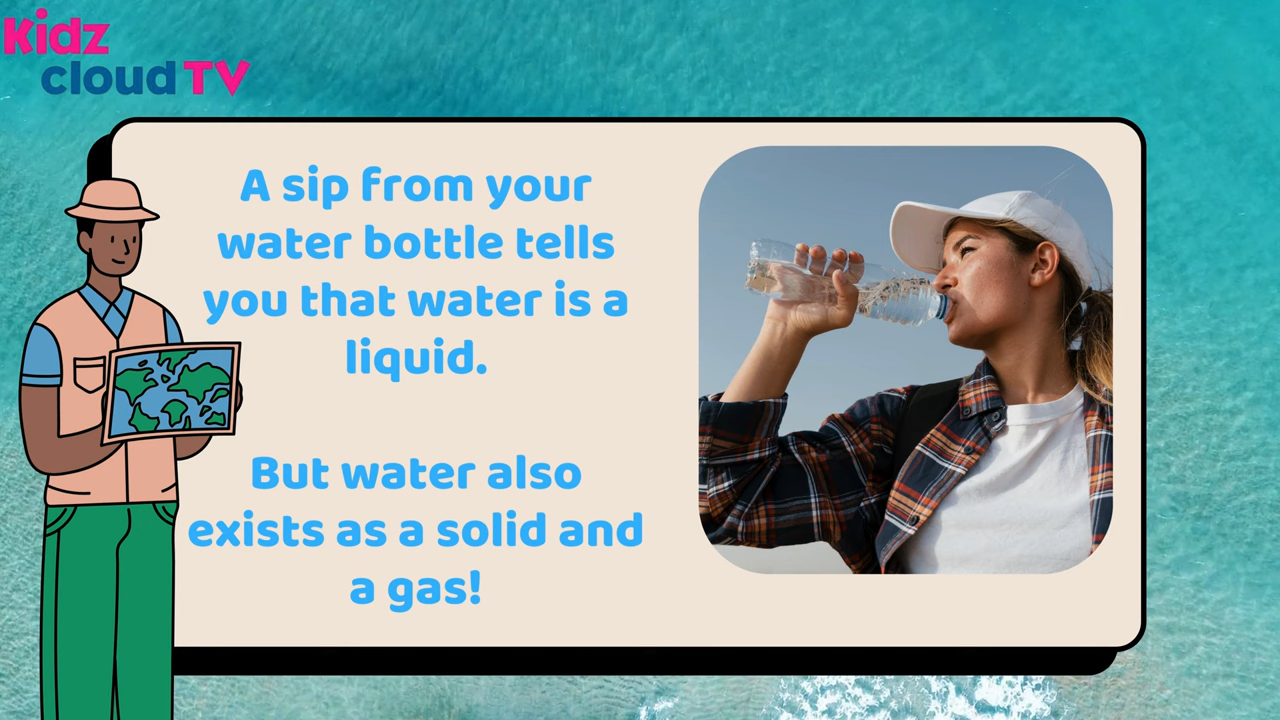 Kidz
cloud TV
A sip from your
water bottle tells
you that water is a
liquid.
But water also
exists as a solid and
a gas!